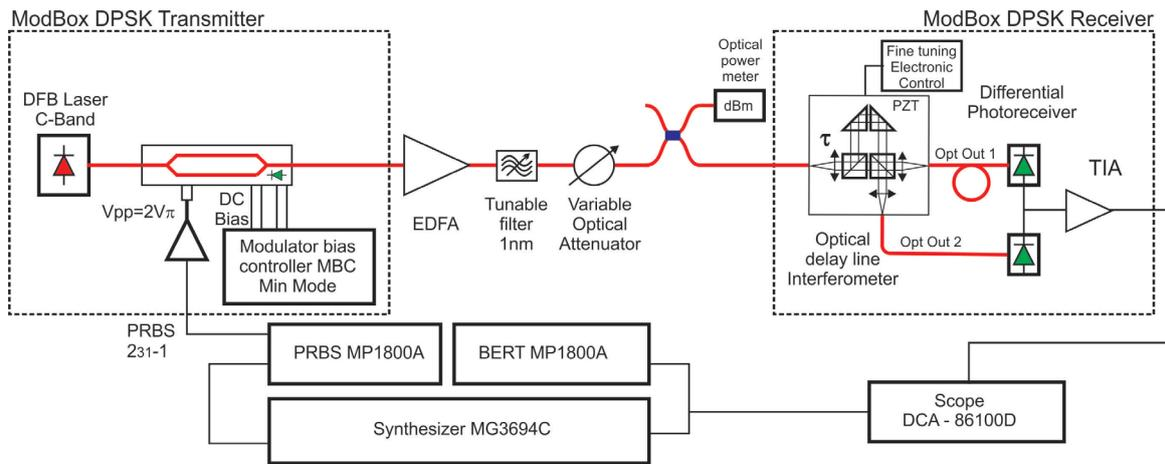 ModBox DPSK Transmitter
ModBox DPSK Receiver
DFB Laser
C-Band
Vpp=2Vπ
DC
Bias
Modulator bias
controller MBC
Min Mode
EDFA
Tunable
filter
1nm
Variable
Optical
Attenuator
Optical
power
meter
dBm
Fine tuning
Electronic
Control
PZT
τ
Optical
delay line
Interferometer
Opt Out 1
Opt Out 2
Differential
Photoreceiver
TIA
PRBS
231-1
PRBS MP1800A
BERT MP1800A
Synthesizer MG3694C
Scope
DCA - 86100D